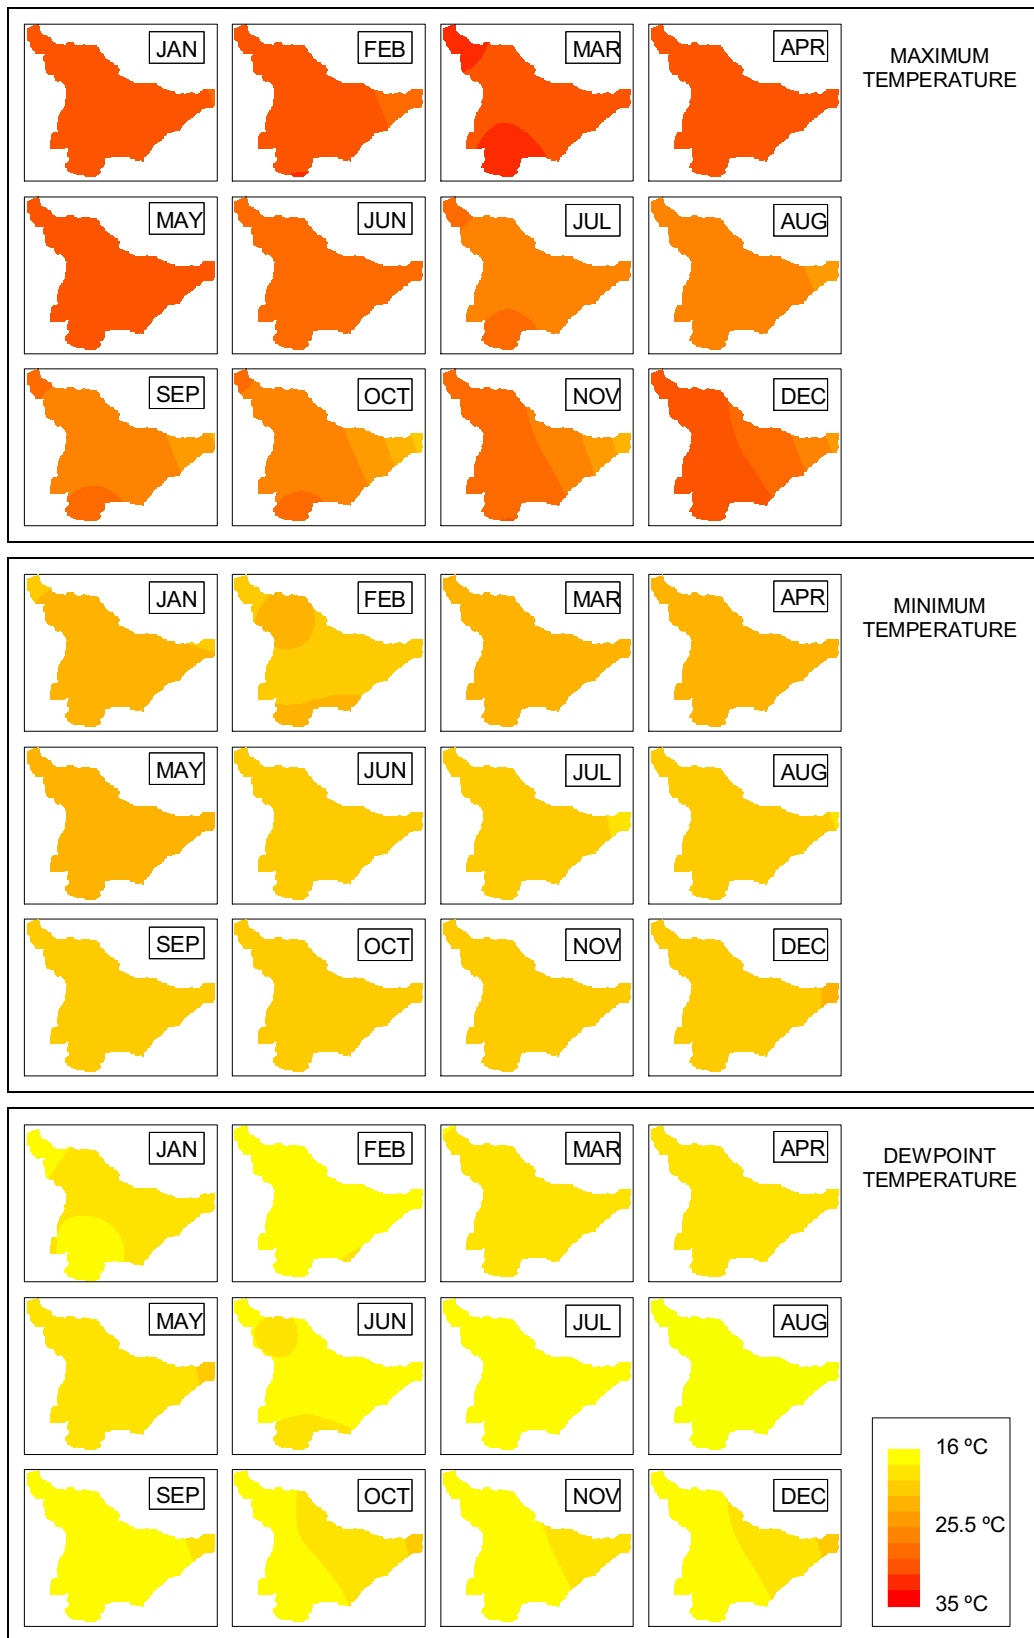 JAN
FEB
MAR
APR
MAXIMUM
TEMPERATURE
MAY
JUN
JUL
AUG
SEP
OCT
NOV
DEC
JAN
FEB
MAR
APR
MINIMUM
TEMPERATURE
MAY
JUN
JUL
AUG
SEP
OCT
NOV
DEC
JAN
FEB
MAR
APR
DEWPOINT
TEMPERATURE
MAY
JUN
JUL
AUG
SEP
OCT
NOV
DEC
16 ºC
25.5 ºC
35 ºC